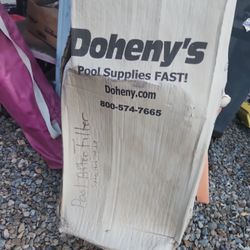 Doheny's
Pool Supplies FAST!
Doheny.com
800-574-7665
Pool Filter